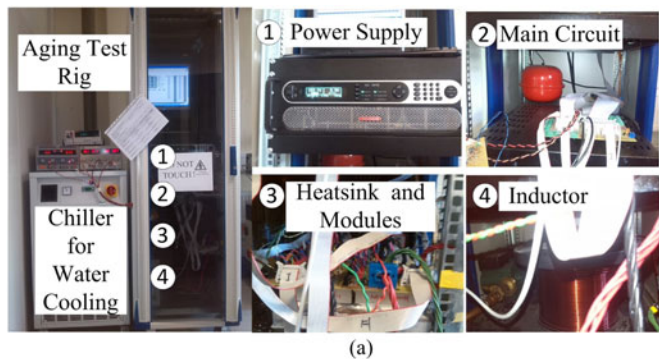 Aging Test
Rig
Chiller
for
Water
Cooling
1
NOT
TOUCH!
2
3
4
1 Power Supply
2 Main Circuit
3 Heatsink and
Modules
4 Inductor
(a)